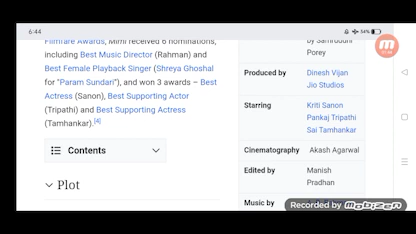 6:44
34%
Filmfare Awards, Mimi received 6 nominations,
including Best Music Director (Rahman) and
Best Female Playback Singer (Shreya Ghoshal
for "Param Sundari"), and won 3 awards – Best
Actress (Sanon), Best Supporting Actor
(Tripathi) and Best Supporting Actress
(Tamhankar).[4]
Contents
Plot
by Samruddhi
Porey
Produced by Dinesh Vijan
Jio Studios
Starring Kriti Sanon
Pankaj Tripathi
Sai Tamhankar
Cinematography Akash Agarwal
Edited by Manish
Pradhan
Music by
Recorded by Mobizen